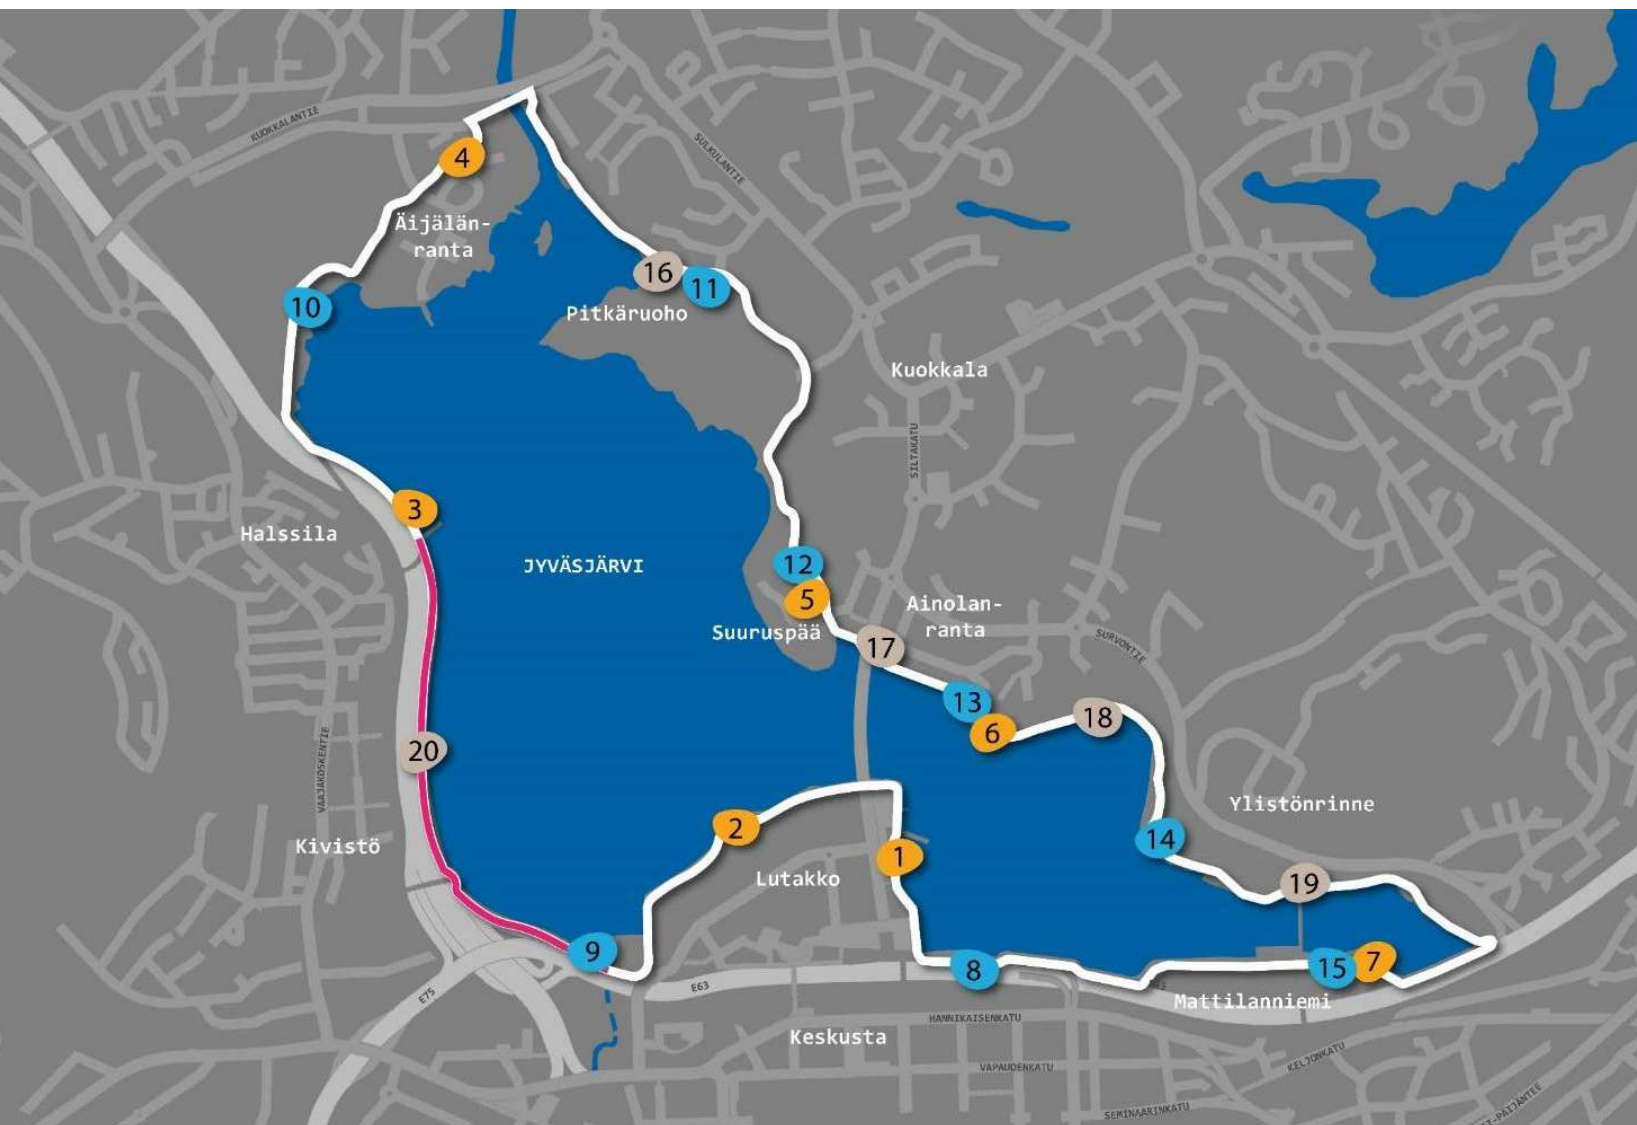 KUOKKALANTIE
SULKULANTIE
4
Äijälän-
ranta
16
11
10
Pitkäruoho
Kuokkala
SILTAKATU
3
Halssila
JYVÄSJÄRVI
12
5
Ainolan-
ranta
Suuruspää
17
SURVONTIE
13
6
18
20
VAAJAKOSKENTIE
Ylistönrinne
2
14
Kivistö
1
Lutakko
19
9
8
15
7
E63
E75
Mattilanniemi
HANNIKAISENKATU
Keskusta
KELJONKATU
VAPAUDENKATU
SEMINAARINKATU
T-PÄIJÄNTEE